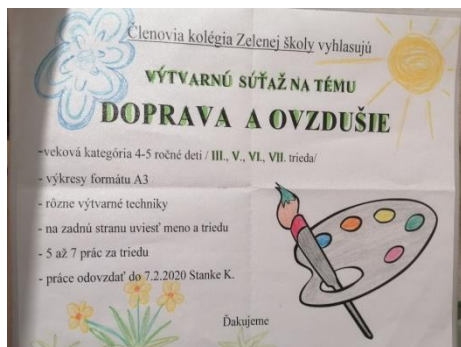 Členovia kolégia Zelenej školy vyhlasujú
VÝTVARNÚ SÚŤAŽ NA TÉMU
DOPRAVA A OVZDUŠIE
-veková kategória 4-5 ročné deti / III., V., VI., VII. trieda/
- výkresy formátu A3
- rôzne výtvarné techniky
- na zadnú stranu uviesť meno a triedu
- 5 až 7 prác za triedu
- práce odovzdať do 7.2.2020 Stanke K.
Ďakujeme